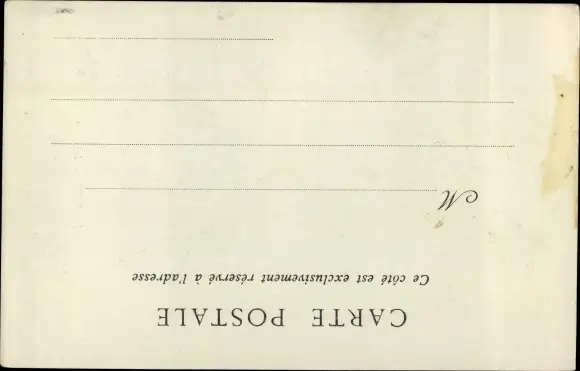 CARTE POSTALE
Ce côté est exclusivement réservé à l'adresse
M